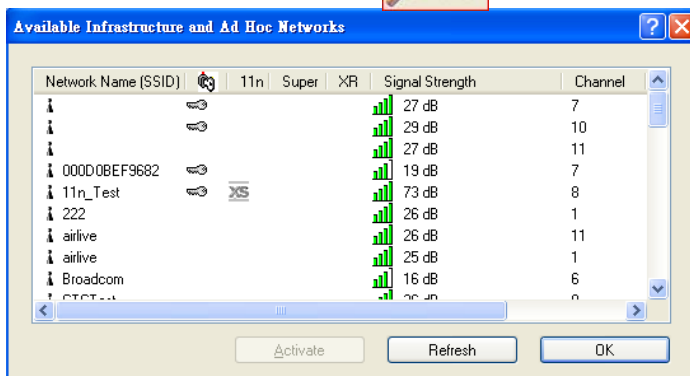 Available Infrastructure and Ad Hoc Networks
Network Name (SSID) 11n Super XR Signal Strength Channel
27 dB 7
29 dB 10
27 dB 11
000D0BEF9682 19 dB 7
11n_Test XS 73 dB 8
222 26 dB 1
airlive 26 dB 11
airlive 25 dB 1
Broadcom 16 dB 6
Activate Refresh OK